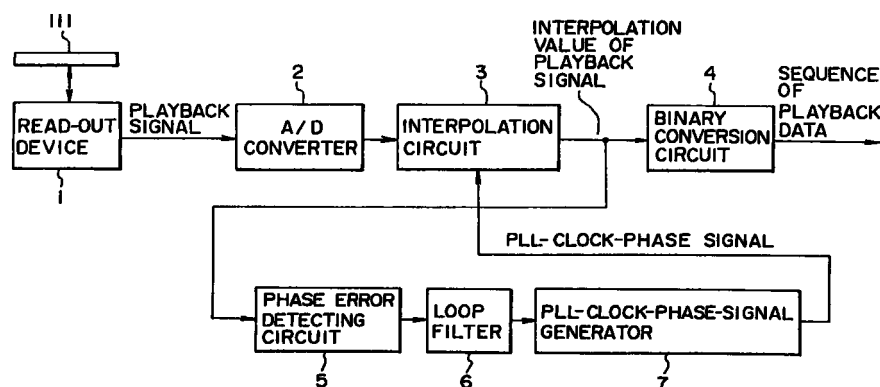 111
INTERPOLATION
VALUE OF
PLAYBACK
SIGNAL
2
3
4
SEQUENCE
OF
PLAYBACK
DATA
READ-OUT
DEVICE
PLAYBACK
SIGNAL
A/D
CONVERTER
INTERPOLATION
CIRCUIT
BINARY
CONVERSION
CIRCUIT
1
PLL-CLOCK-PHASE SIGNAL
PHASE ERROR
DETECTING
CIRCUIT
LOOP
FILTER
PLL-CLOCK-PHASE-SIGNAL
GENERATOR
5
6
7